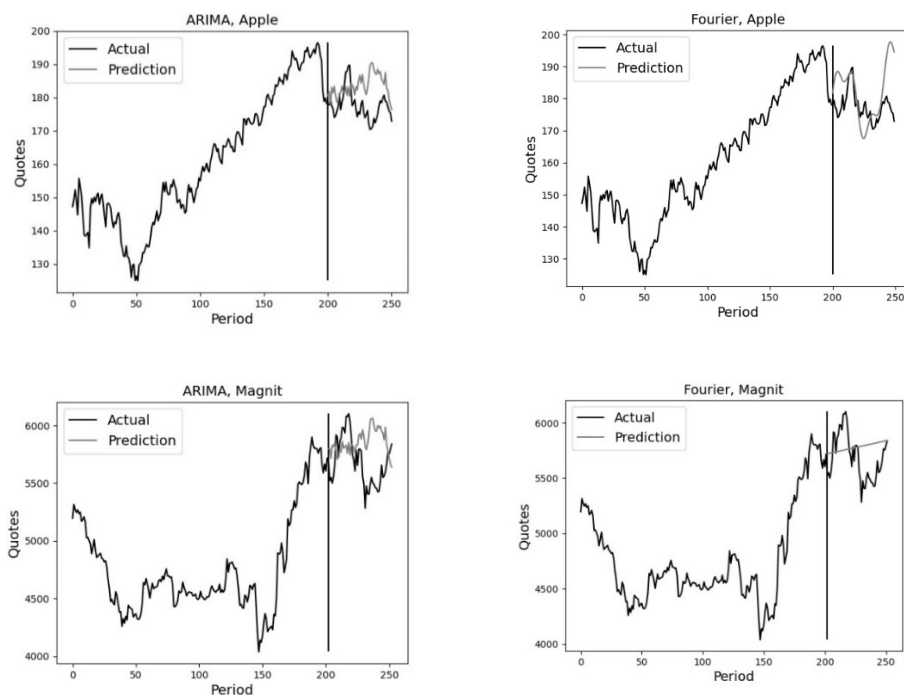 ARIMA, Apple
200
190
180
170
160
150
140
130
Quotes
Actual
Prediction
0
50
100
150
200
250
Period
Fourier, Apple
200
190
180
170
160
150
140
130
Quotes
Actual
Prediction
0
50
100
150
200
250
Period
ARIMA, Magnit
6000
5500
5000
4500
4000
Quotes
Actual
Prediction
0
50
100
150
200
250
Period
Fourier, Magnit
6000
5500
5000
4500
4000
Quotes
Actual
Prediction
0
50
100
150
200
250
Period